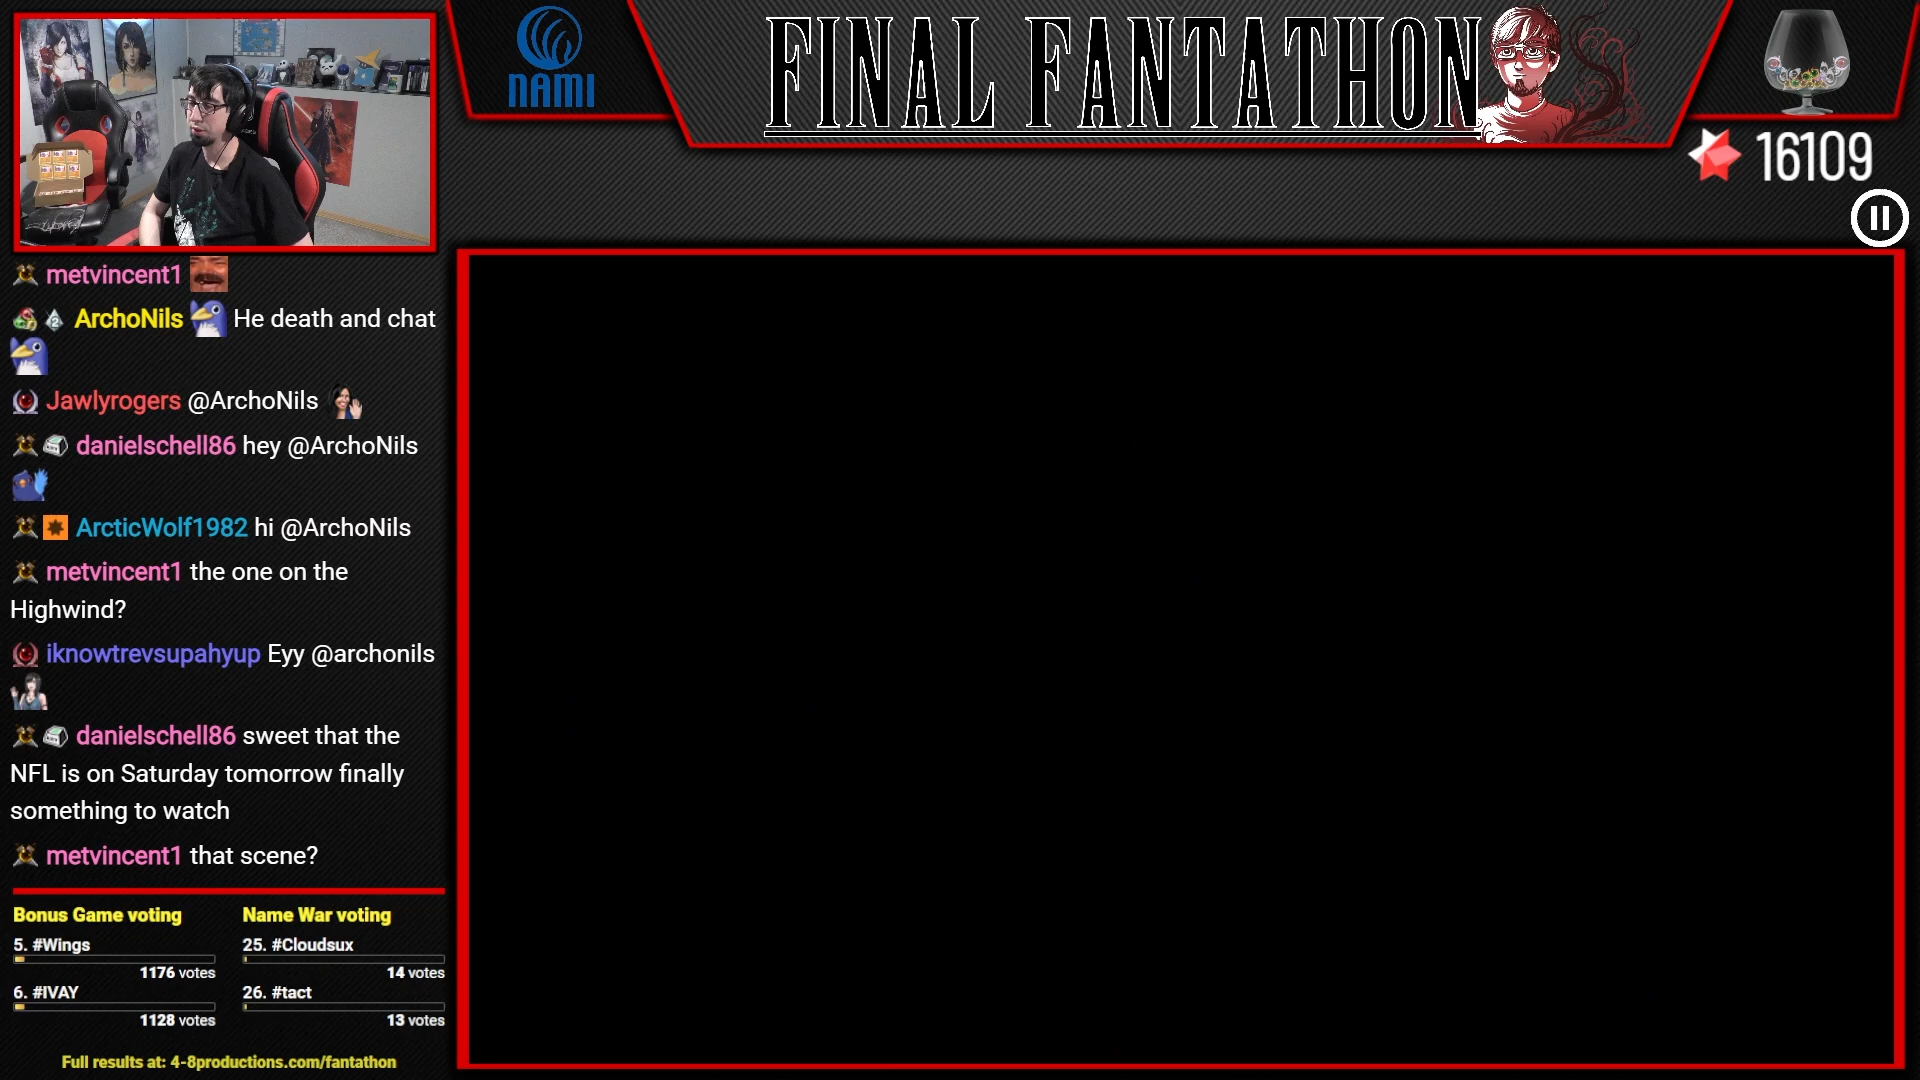 NAMI
FINAL FANTATHON
16109
metvincent1
ArchoNils He death and chat
Jawlyrogers @ArchoNils
danielschell86 hey @ArchoNils
ArcticWolf1982 hi @ArchoNils
metvincent1 the one on the
Highwind?
iknowtrevsupahyup Eyy @archonils
danielschell86 sweet that the
NFL is on Saturday tomorrow finally
something to watch
metvincent1 that scene?
Bonus Game voting
5. #Wings
1176 votes
6. #IVAY
1128 votes
Name War voting
25. #Cloudsux
14 votes
26. #tact
13 votes
Full results at: 4-8productions.com/fantathon